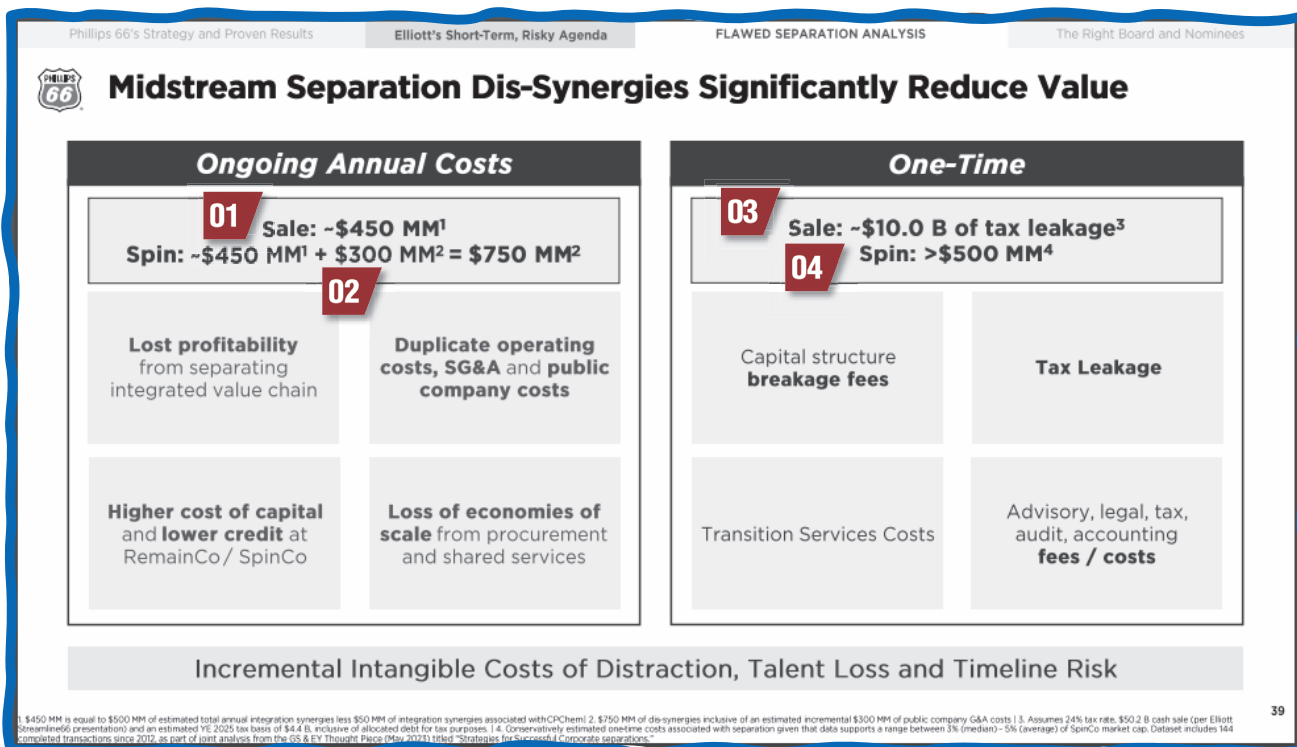 Phillips 66's Strategy and Proven Results
Elliott's Short-Term, Risky Agenda
FLAWED SEPARATION ANALYSIS
The Right Board and Nominees
PHILLIPS
66
Midstream Separation Dis-Synergies Significantly Reduce Value
Ongoing Annual Costs
01
Sale: ~$450 MM¹
Spin: ~$450 MM¹ + $300 MM² = $750 MM²
02
Lost profitability
from separating
integrated value chain
Duplicate operating
costs, SG&A and public
company costs
Higher cost of capital
and lower credit at
RemainCo / SpinCo
Loss of economies of
scale from procurement
and shared services
One-Time
03
Sale: ~$10.0 B of tax leakage³
04
Spin: >$500 MM⁴
Capital structure
breakage fees
Tax Leakage
Transition Services Costs
Advisory, legal, tax,
audit, accounting
fees / costs
Incremental Intangible Costs of Distraction, Talent Loss and Timeline Risk
1. $450 MM is equal to $500 MM of estimated total annual integration synergies less $50 MM of integration synergies associated with CPChem | 2. $750 MM of dis-synergies inclusive of an estimated incremental $300 MM of public company G&A costs | 3. Assumes 24% tax rate, $50.2 B cash sale (per Elliott
Streamline66 presentation) and an estimated YE 2025 tax basis of $4.4 B, inclusive of allocated debt for tax purposes. | 4. Conservatively estimated one-time costs associated with separation given that data supports a range between 3% (median) - 5% (average) of SpinCo market cap. Dataset includes 144
completed transactions since 2012, as part of joint analysis from the GS & EY Thought Piece (May 2023) titled "Strategies for Successful Corporate separations."
39